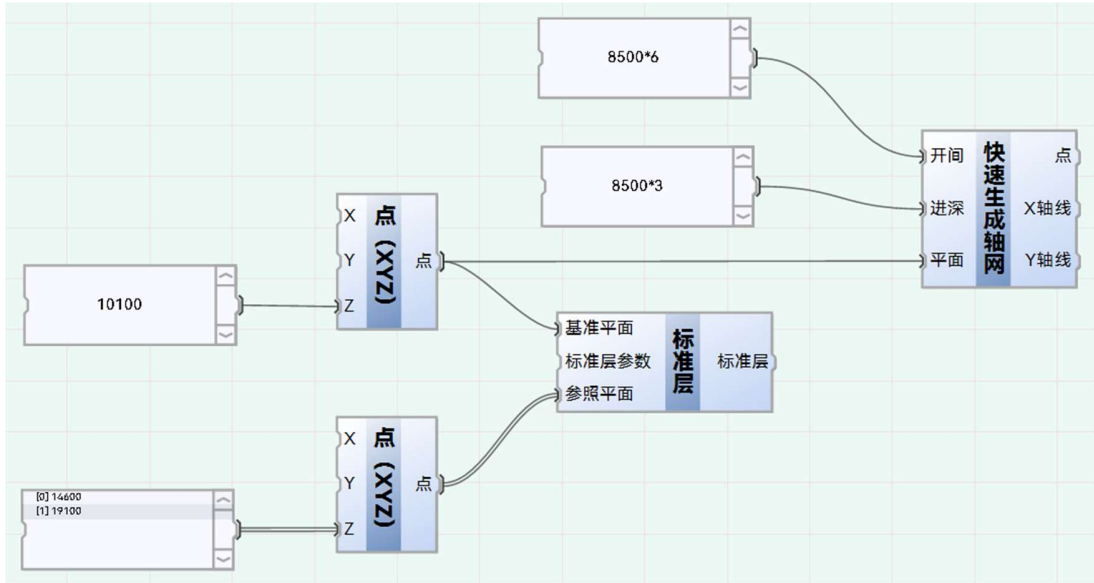 8500*6
8500*3
开间
进深
平面
快速生成轴网
点
X轴线
Y轴线
10100
X
Y
Z
点（XYZ）
点
基准平面
标准层参数
参照平面
标准层
标准层
[0] 14600
[1] 19100
X
Y
Z
点（XYZ）
点